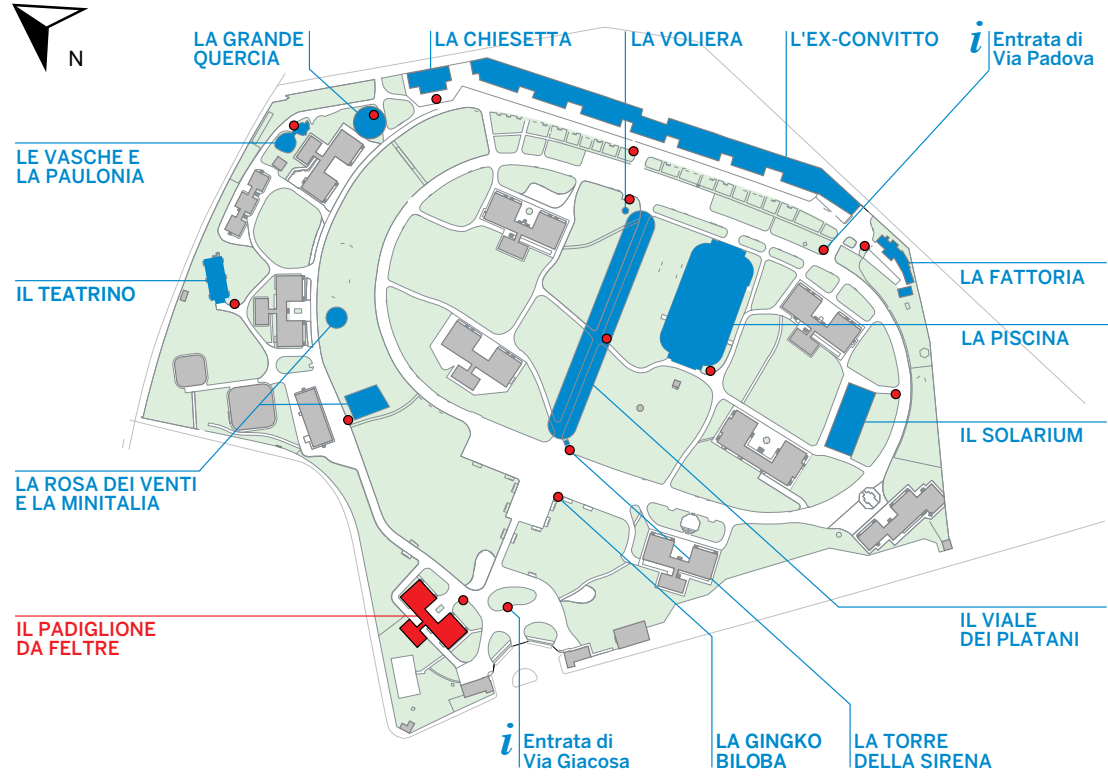 N
LA GRANDE
QUERCIA
LA CHIESETTA
LA VOLIERA
L'EX-CONVITTO
i Entrata di
Via Padova
LE VASCHE E
LA PAULONIA
IL TEATRINO
LA FATTORIA
LA PISCINA
IL SOLARIUM
LA ROSA DEI VENTI
E LA MINITALIA
IL PADIGLIONE
DA FELTRE
IL VIALE
DEI PLATANI
i Entrata di
Via Giacosa
LA GINGKO
BILOBA
LA TORRE
DELLA SIRENA